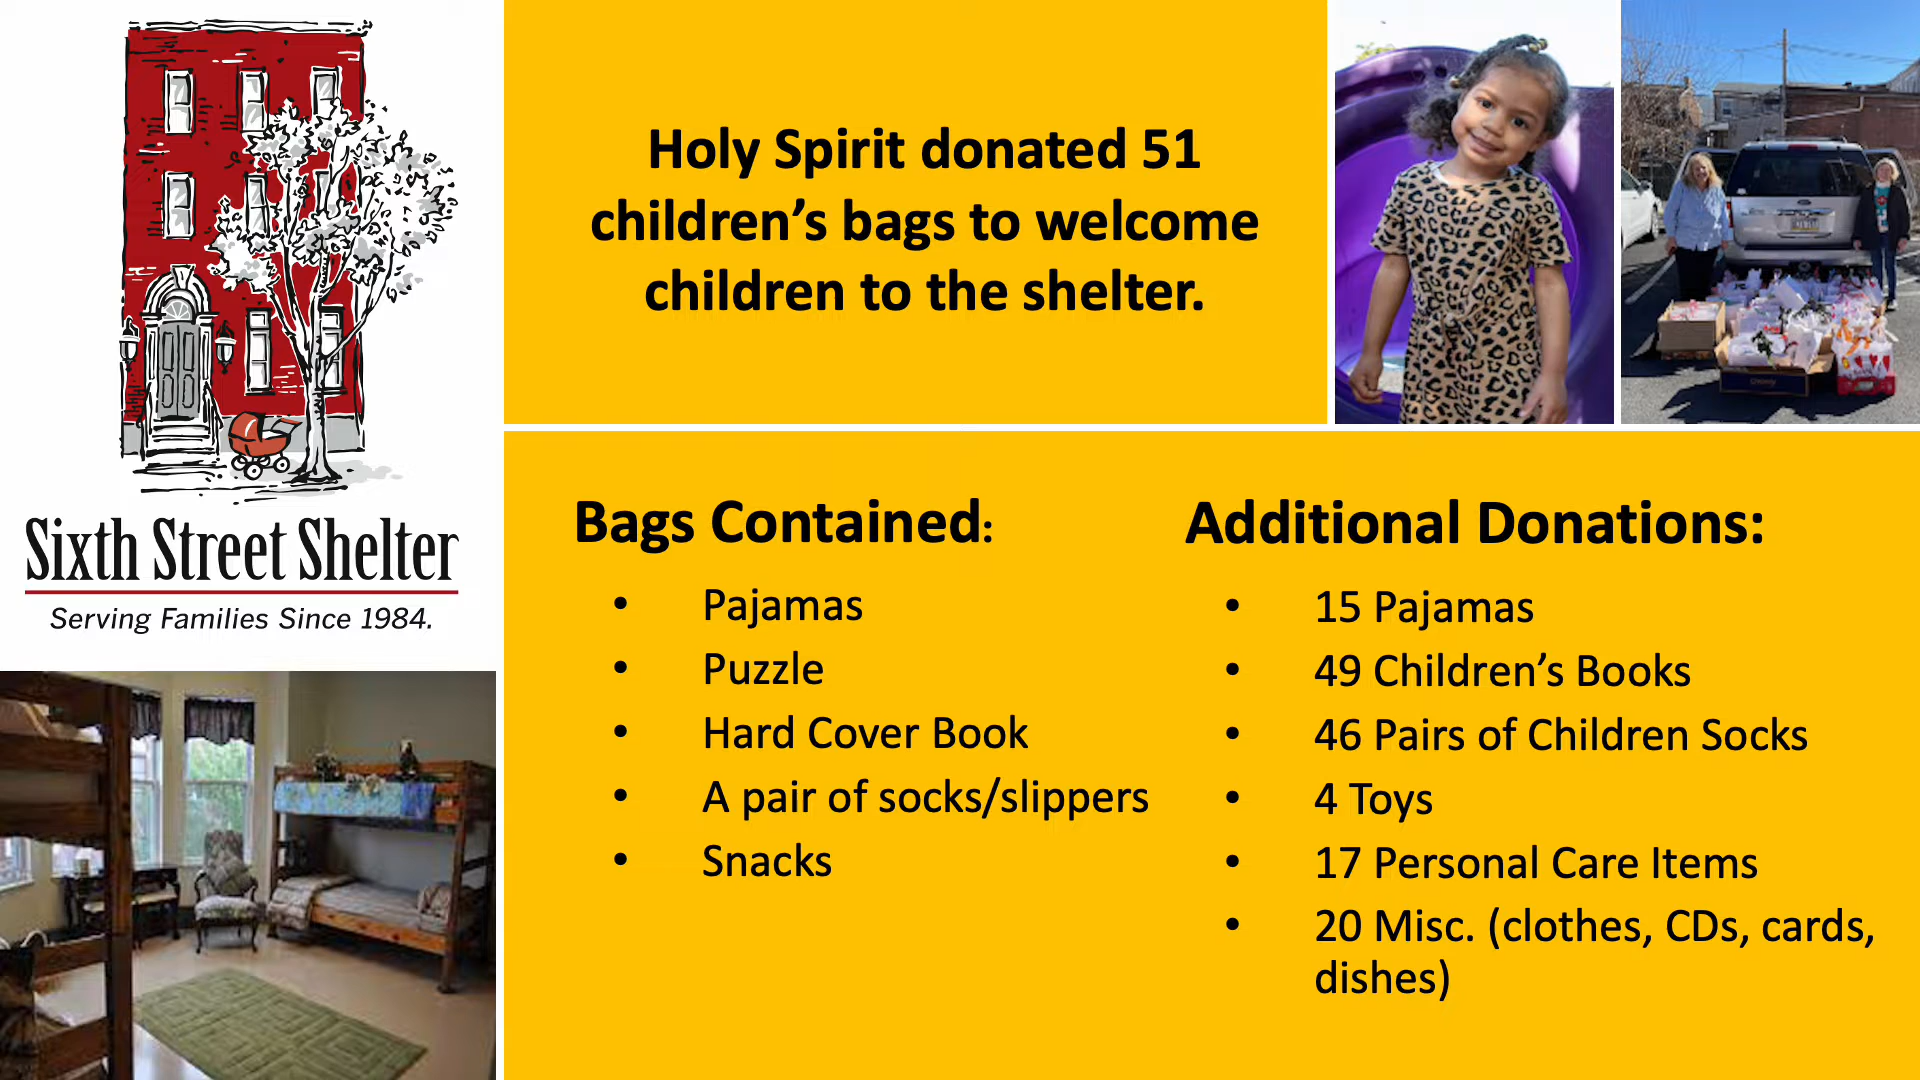 Holy Spirit donated 51
children’s bags to welcome
children to the shelter.
Sixth Street Shelter
Serving Families Since 1984.
Bags Contained:
• Pajamas
• Puzzle
• Hard Cover Book
• A pair of socks/slippers
• Snacks
Additional Donations:
• 15 Pajamas
• 49 Children’s Books
• 46 Pairs of Children Socks
• 4 Toys
• 17 Personal Care Items
• 20 Misc. (clothes, CDs, cards,
dishes)